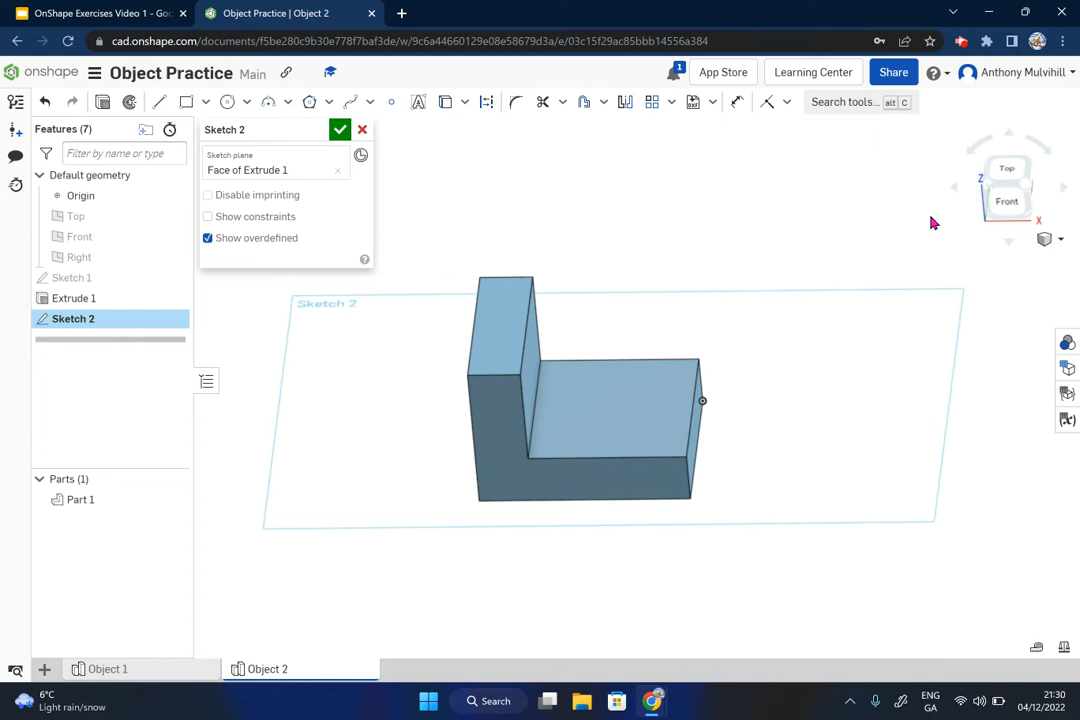 OnShape Exercises Video 1 - Goo
Object Practice | Object 2
cad.onshape.com/documents/f5be280c9b30e778f7baf3de/w/9c6a44660129e08e58679d3a/e/03c15f29ac85bbb14556a384
onshape
Object Practice Main
1
App Store
Learning Center
Share
Anthony Mulvihill
Search tools... alt C
DXF
Features (7)
Filter by name or type
Default geometry
Origin
Top
Front
Right
Sketch 1
Extrude 1
Sketch 2
Parts (1)
Part 1
Sketch 2
Sketch plane
Face of Extrude 1
Disable imprinting
Show constraints
Show overdefined
Sketch 2
Top
Front
Z
X
Object 1
Object 2
6°C
Light rain/snow
Search
ENG
GA
21:30
04/12/2022